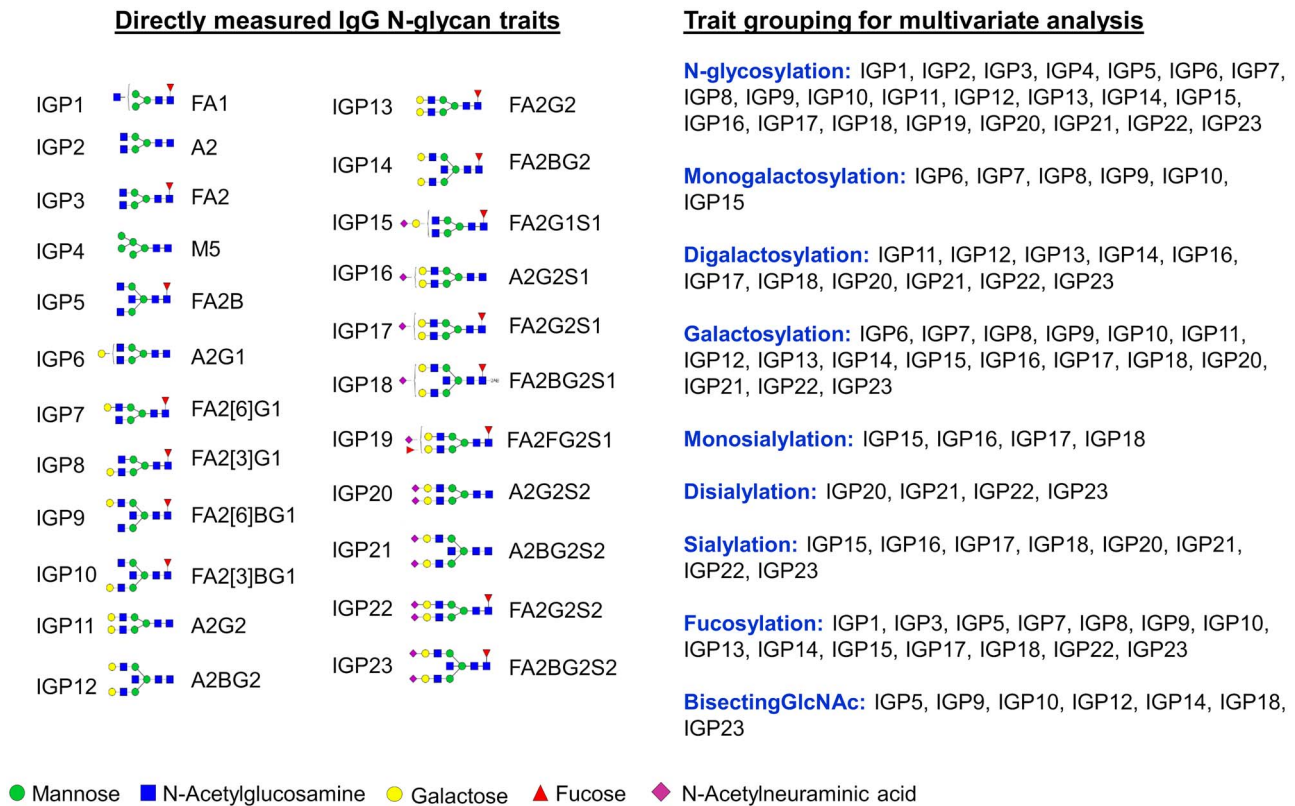 Directly measured IgG N-glycan traits
IGP1 FA1
IGP2 A2
IGP3 FA2
IGP4 M5
IGP5 FA2B
IGP6 A2G1
IGP7 FA2[6]G1
IGP8 FA2[3]G1
IGP9 FA2[6]BG1
IGP10 FA2[3]BG1
IGP11 A2G2
IGP12 A2BG2
IGP13 FA2G2
IGP14 FA2BG2
IGP15 FA2G1S1
IGP16 A2G2S1
IGP17 FA2G2S1
IGP18 FA2BG2S1
IGP19 FA2FG2S1
IGP20 A2G2S2
IGP21 A2BG2S2
IGP22 FA2G2S2
IGP23 FA2BG2S2
Trait grouping for multivariate analysis
N-glycosylation: IGP1, IGP2, IGP3, IGP4, IGP5, IGP6, IGP7,
IGP8, IGP9, IGP10, IGP11, IGP12, IGP13, IGP14, IGP15,
IGP16, IGP17, IGP18, IGP19, IGP20, IGP21, IGP22, IGP23
Monogalactosylation: IGP6, IGP7, IGP8, IGP9, IGP10,
IGP15
Digalactosylation: IGP11, IGP12, IGP13, IGP14, IGP16,
IGP17, IGP18, IGP20, IGP21, IGP22, IGP23
Galactosylation: IGP6, IGP7, IGP8, IGP9, IGP10, IGP11,
IGP12, IGP13, IGP14, IGP15, IGP16, IGP17, IGP18, IGP20,
IGP21, IGP22, IGP23
Monosialylation: IGP15, IGP16, IGP17, IGP18
Disialylation: IGP20, IGP21, IGP22, IGP23
Sialylation: IGP15, IGP16, IGP17, IGP18, IGP20, IGP21,
IGP22, IGP23
Fucosylation: IGP1, IGP3, IGP5, IGP7, IGP8, IGP9, IGP10,
IGP13, IGP14, IGP15, IGP17, IGP18, IGP22, IGP23
BisectingGlcNAc: IGP5, IGP9, IGP10, IGP12, IGP14, IGP18,
IGP23
Mannose N-Acetylglucosamine Galactose Fucose N-Acetylneuraminic acid